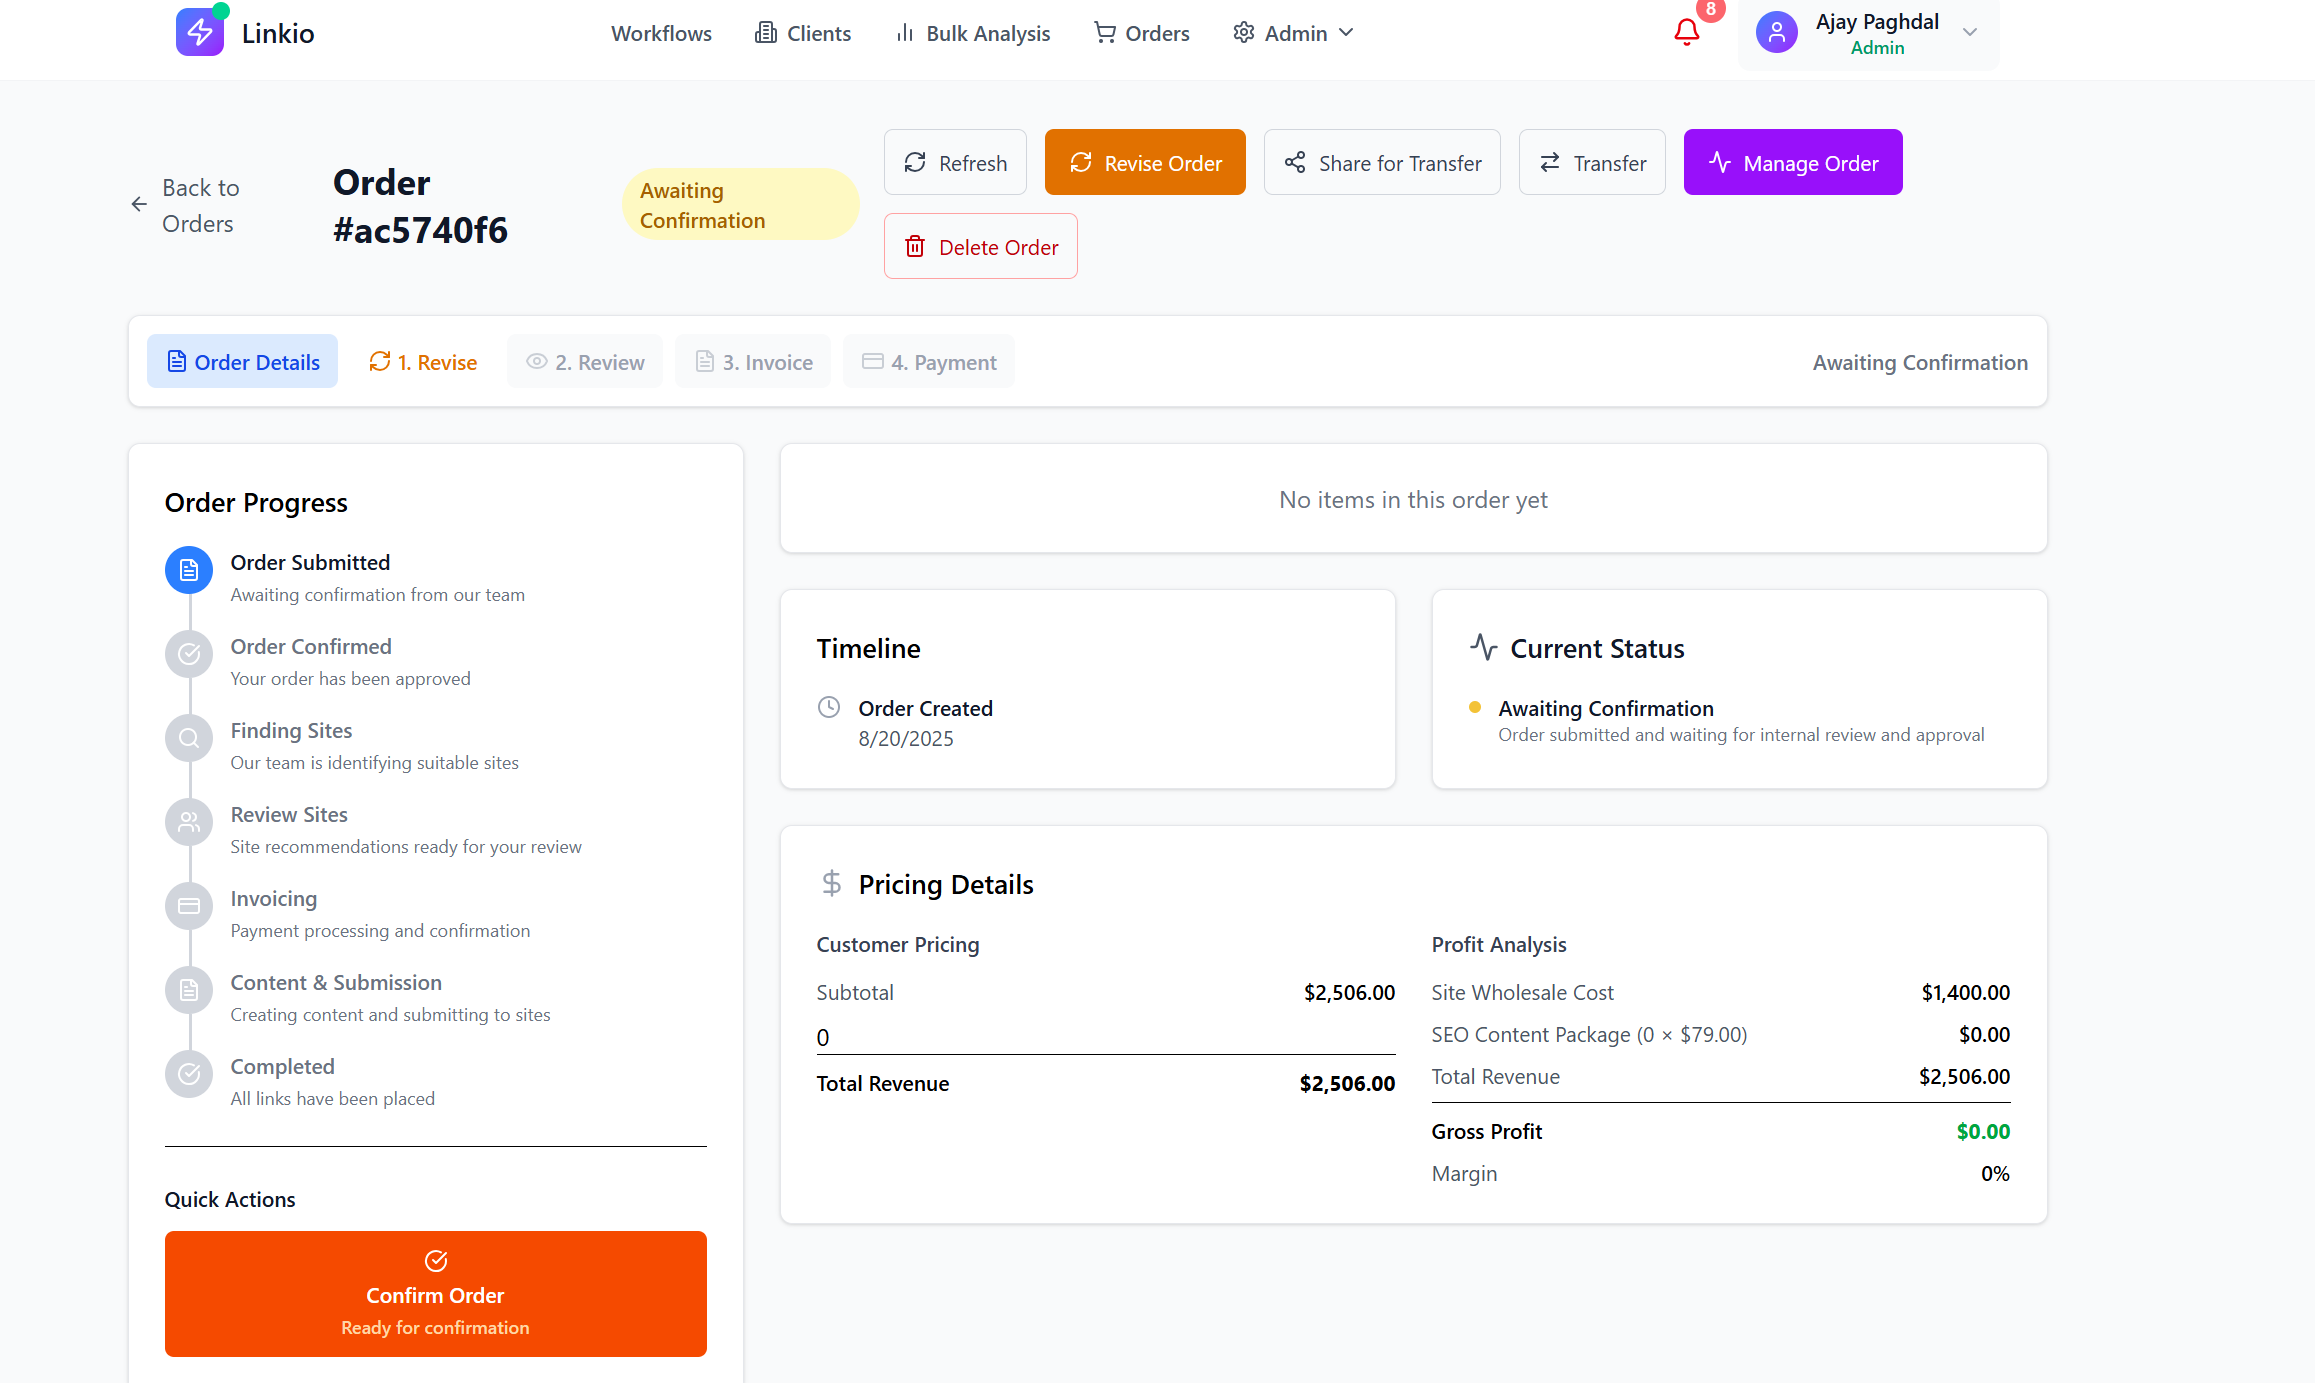 Linkio
Workflows
Clients
Bulk Analysis
Orders
Admin
8
Ajay Paghdal
Admin
Back to
Orders
Order
#ac5740f6
Awaiting
Confirmation
Refresh
Revise Order
Share for Transfer
Transfer
Manage Order
Delete Order
Order Details
1. Revise
2. Review
3. Invoice
4. Payment
Awaiting Confirmation
Order Progress
Order Submitted
Awaiting confirmation from our team
Order Confirmed
Your order has been approved
Finding Sites
Our team is identifying suitable sites
Review Sites
Site recommendations ready for your review
Invoicing
Payment processing and confirmation
Content & Submission
Creating content and submitting to sites
Completed
All links have been placed
Quick Actions
Confirm Order
Ready for confirmation
No items in this order yet
Timeline
Order Created
8/20/2025
Current Status
Awaiting Confirmation
Order submitted and waiting for internal review and approval
Pricing Details
Customer Pricing
Subtotal $2,506.00
0
Total Revenue $2,506.00
Profit Analysis
Site Wholesale Cost $1,400.00
SEO Content Package (0 × $79.00) $0.00
Total Revenue $2,506.00
Gross Profit $0.00
Margin 0%